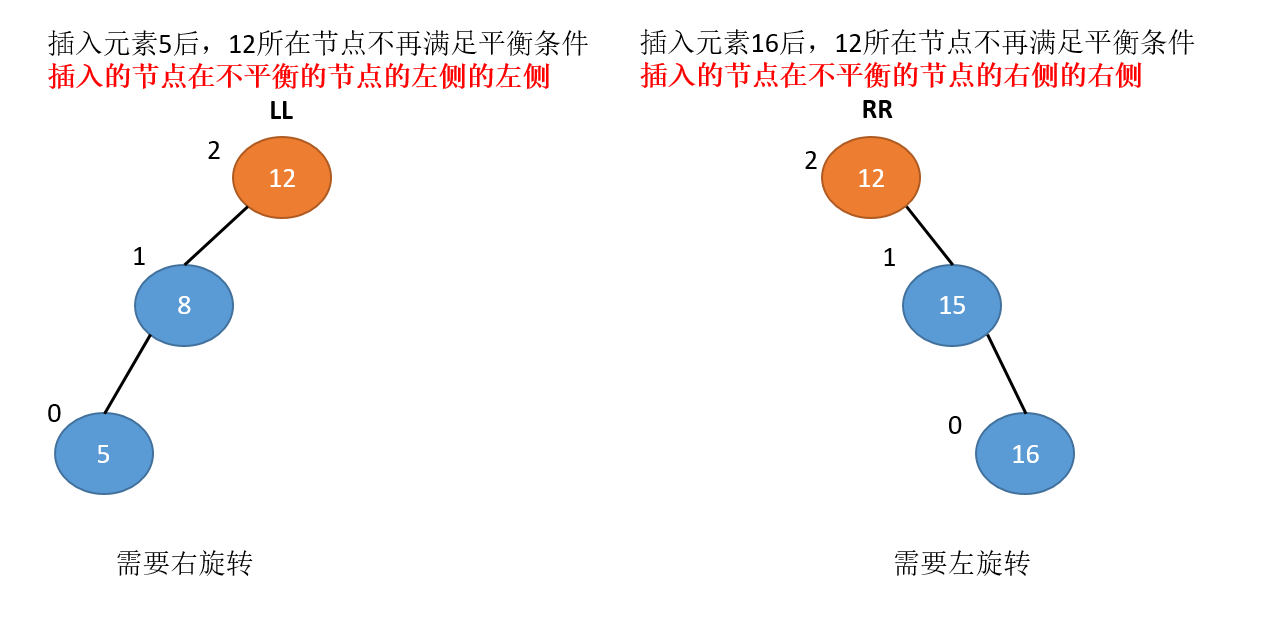 插入元素5后，12所在节点不再满足平衡条件
插入的节点在不平衡的节点的左侧的左侧
LL
2
12
1
8
0
5
需要右旋转
插入元素16后，12所在节点不再满足平衡条件
插入的节点在不平衡的节点的右侧的右侧
RR
2
12
1
15
0
16
需要左旋转